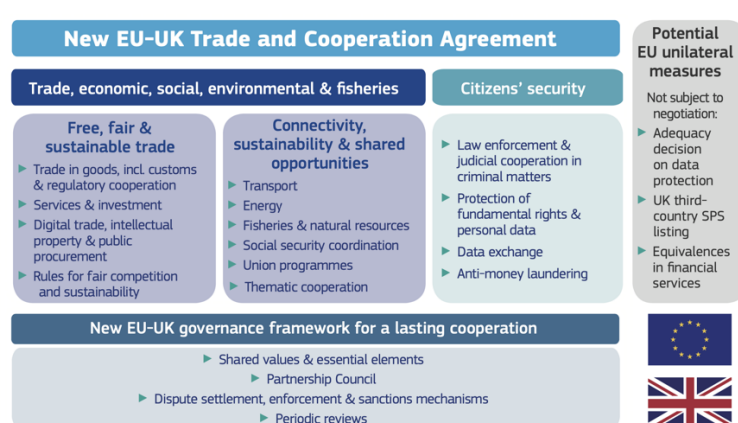 New EU-UK Trade and Cooperation Agreement
Trade, economic, social, environmental & fisheries
Free, fair &
sustainable trade
Trade in goods, incl. customs
& regulatory cooperation
Services & investment
Digital trade, intellectual
property & public
procurement
Rules for fair competition
and sustainability
Connectivity,
sustainability & shared
opportunities
Transport
Energy
Fisheries & natural resources
Social security coordination
Union programmes
Thematic cooperation
Citizens' security
Law enforcement &
judicial cooperation in
criminal matters
Protection of
fundamental rights &
personal data
Data exchange
Anti-money laundering
New EU-UK governance framework for a lasting cooperation
Shared values & essential elements
Partnership Council
Dispute settlement, enforcement & sanctions mechanisms
Periodic reviews
Potential
EU unilateral
measures
Not subject to
negotiation:
Adequacy
decision
on data
protection
UK third-
country SPS
listing
Equivalences
in financial
services